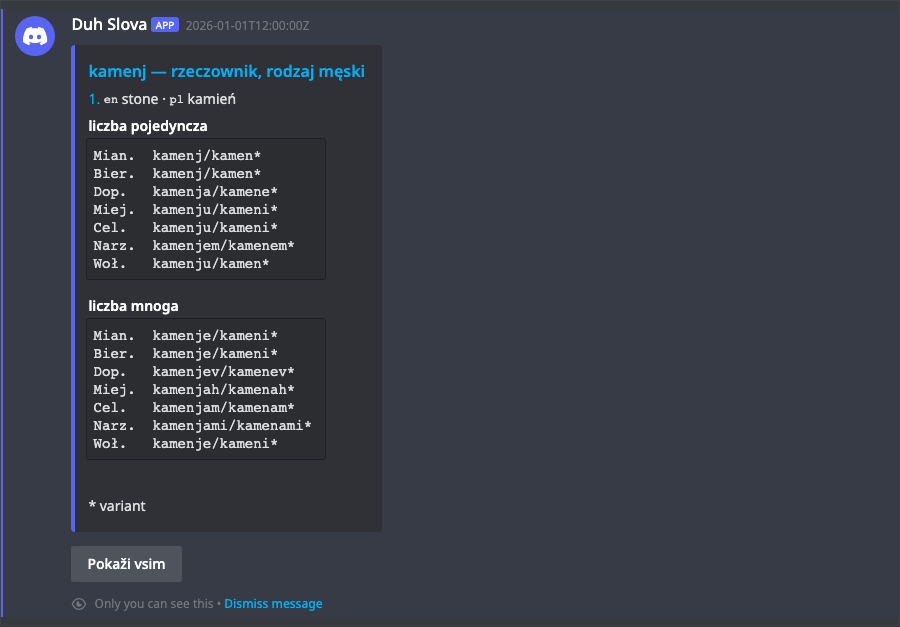 Duh Slova APP 2026-01-01T12:00:00Z
kamenj — rzeczownik, rodzaj męski
1. en stone · pl kamień
liczba pojedyncza
Mian. kamenj/kamen*
Bier. kamenj/kamen*
Dop. kamenja/kamene*
Miej. kamenju/kameni*
Cel. kamenju/kameni*
Narz. kamenjem/kamenem*
Woł. kamenju/kamen*
liczba mnoga
Mian. kamenje/kameni*
Bier. kamenje/kameni*
Dop. kamenjev/kamenev*
Miej. kamenjah/kamenah*
Cel. kamenjam/kamenam*
Narz. kamenjami/kamenami*
Woł. kamenje/kameni*
* variant
Pokaži vsim
Only you can see this • Dismiss message